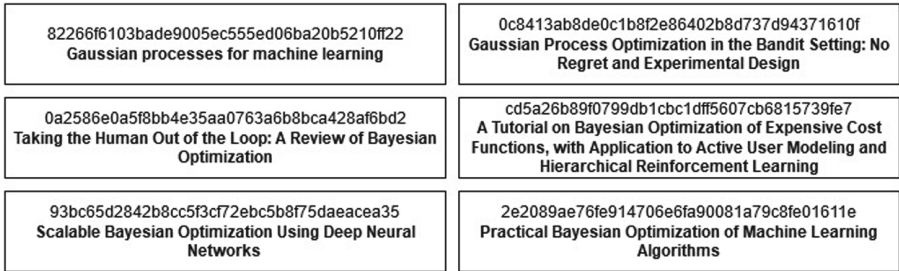 82266f6103bade9005ec555ed06ba20b5210ff22
Gaussian processes for machine learning
0c8413ab8de0c1b8f2e86402b8d737d94371610f
Gaussian Process Optimization in the Bandit Setting: No
Regret and Experimental Design
0a2586e0a5f8bb4e35aa0763a6b8bca428af6bd2
Taking the Human Out of the Loop: A Review of Bayesian
Optimization
cd5a26b89f0799db1cbc1dff5607cb6815739fe7
A Tutorial on Bayesian Optimization of Expensive Cost
Functions, with Application to Active User Modeling and
Hierarchical Reinforcement Learning
93bc65d2842b8cc5f3cf72ebc5b8f75daeacea35
Scalable Bayesian Optimization Using Deep Neural
Networks
2e2089ae76fe914706e6fa90081a79c8fe01611e
Practical Bayesian Optimization of Machine Learning
Algorithms